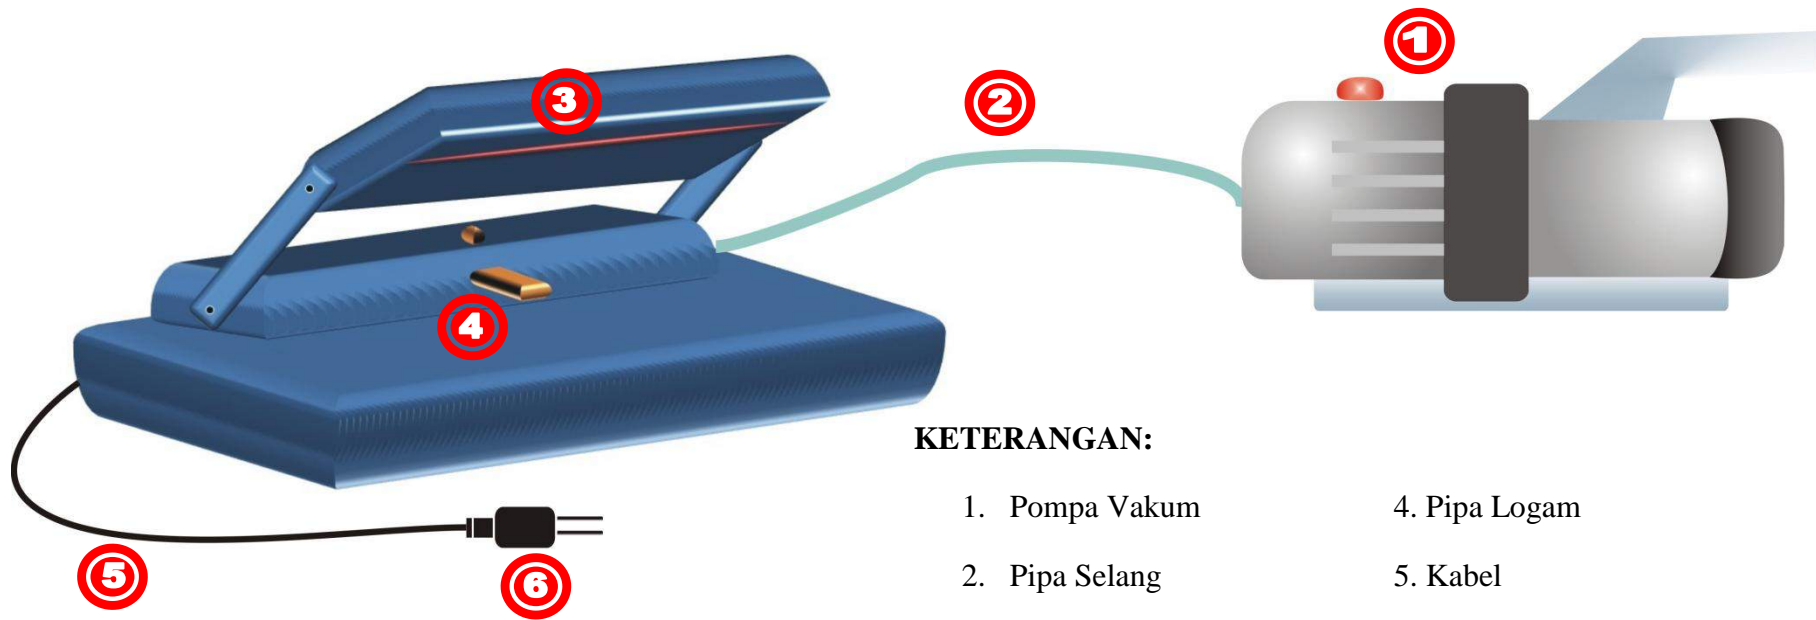 1
3
2
4
KETERANGAN:
1. Pompa Vakum 4. Pipa Logam
5
6
2. Pipa Selang 5. Kabel